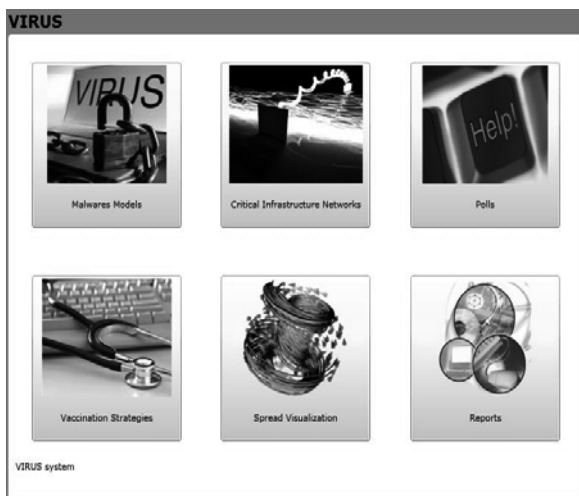 VIRUS
VIRUS
Malwares Models
Critical Infrastructure Networks
Help!
Polls
Vaccination Strategies
Spread Visualization
Reports
VIRUS system